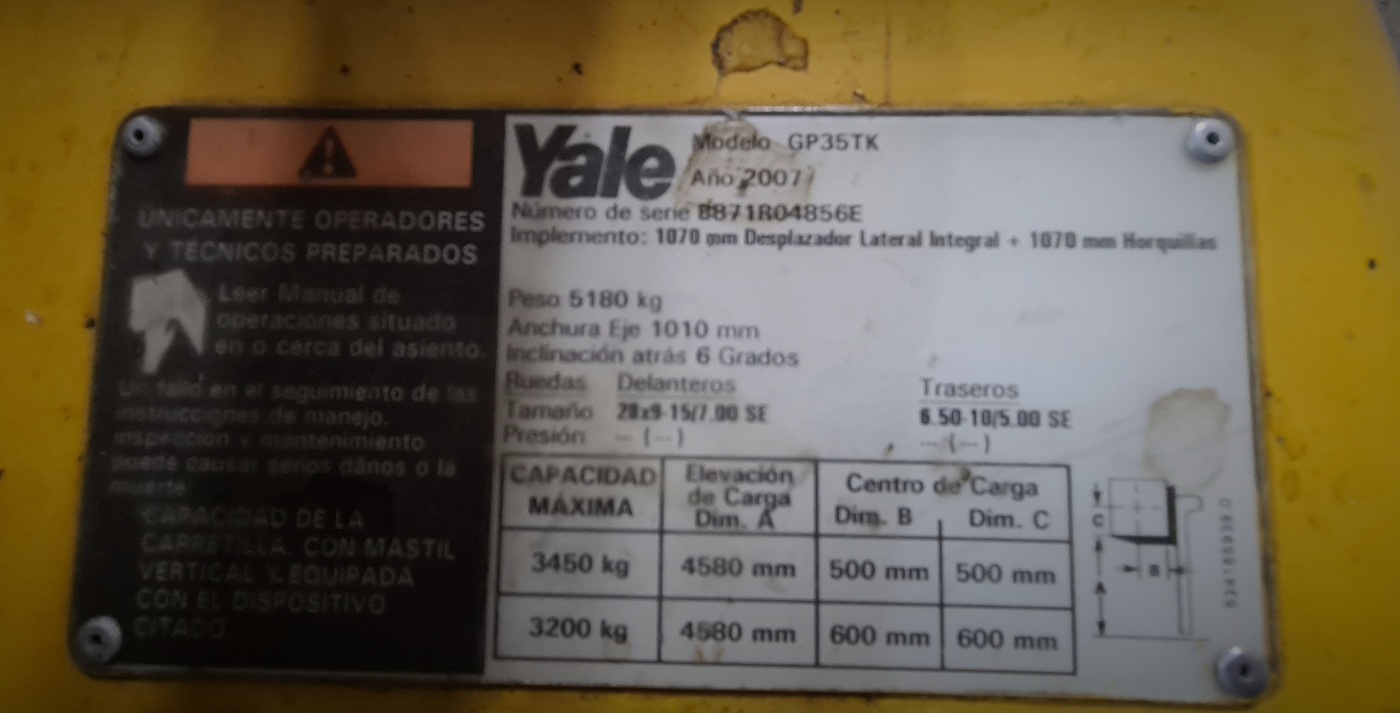 ÚNICAMENTE OPERADORES
Y TÉCNICOS PREPARADOS
Leer Manual de
operaciones situado
en o cerca del asiento.
Un fallo en el seguimiento de las
instrucciones de manejo,
inspección y mantenimiento
puede causar serios daños o la
muerte
CAPACIDAD DE LA
CARRETILLA, CON MASTIL
VERTICAL Y EQUIPADA
CON EL DISPOSITIVO
CITADO.
Yale
Modelo GP35TK
Año 2007
Número de serie B871R04856E
Implemento: 1070 mm Desplazador Lateral Integral + 1070 mm Horquillas
Peso 5180 kg
Anchura Eje 1010 mm
Inclinación atrás 6 Grados
Ruedas Delanteros Traseros
Tamaño 28x9-15/7.00 SE 6.50-10/5.00 SE
Presión -- (--) -- (--)
CAPACIDAD MÁXIMA Elevación de Carga Dim. A Centro de Carga
Dim. B Dim. C
3450 kg 4580 mm 500 mm 500 mm
3200 kg 4580 mm 600 mm 600 mm
C
B
A